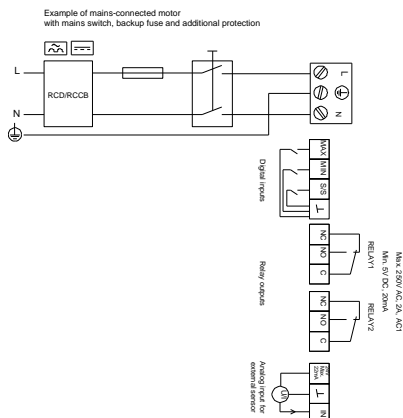 Example of mains-connected motor
with mains switch, backup fuse and additional protection
L
RCD/RCCB
N
L
N
MAX
MIN
S/S
Digital inputs
NC
NO
C
RELAY1
Relay outputs
Max. 250V AC, 2A, AC1
Min. 5V DC, 20mA
NC
NO
C
RELAY2
Max.
22mA
IN
Analog input for
external sensor
U/I